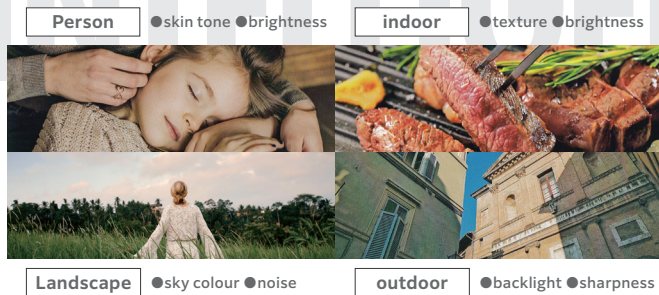 Person ●skin tone ●brightness
indoor ●texture ●brightness
Landscape ●sky colour ●noise
outdoor ●backlight ●sharpness